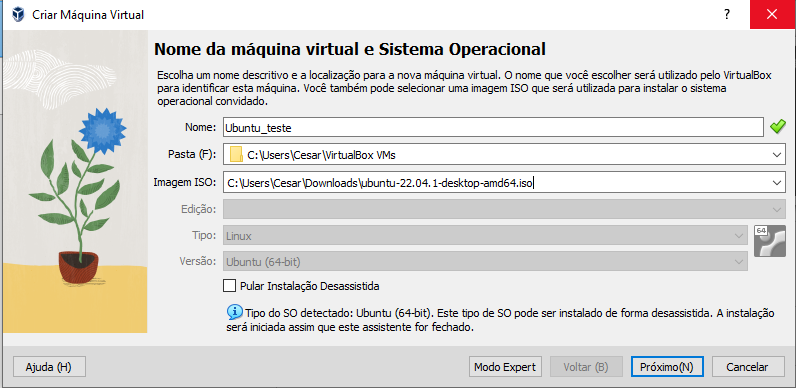 Criar Máquina Virtual
Nome da máquina virtual e Sistema Operacional
Escolha um nome descritivo e a localização para a nova máquina virtual. O nome que você escolher será utilizado pelo VirtualBox
para identificar esta máquina. Você também pode selecionar uma imagem ISO que será utilizada para instalar o sistema
operacional convidado.
Nome: Ubuntu_teste
Pasta (F): C:\Users\Cesar\VirtualBox VMs
Imagem ISO: C:\Users\Cesar\Downloads\ubuntu-22.04.1-desktop-amd64.iso
Edição:
Tipo: Linux 64
Versão: Ubuntu (64-bit)
Pular Instalação Desassistida
Tipo do SO detectado: Ubuntu (64-bit). Este tipo de SO pode ser instalado de forma desassistida. A instalação
será iniciada assim que este assistente for fechado.
Ajuda (H) Modo Expert Voltar (B) Próximo(N) Cancelar